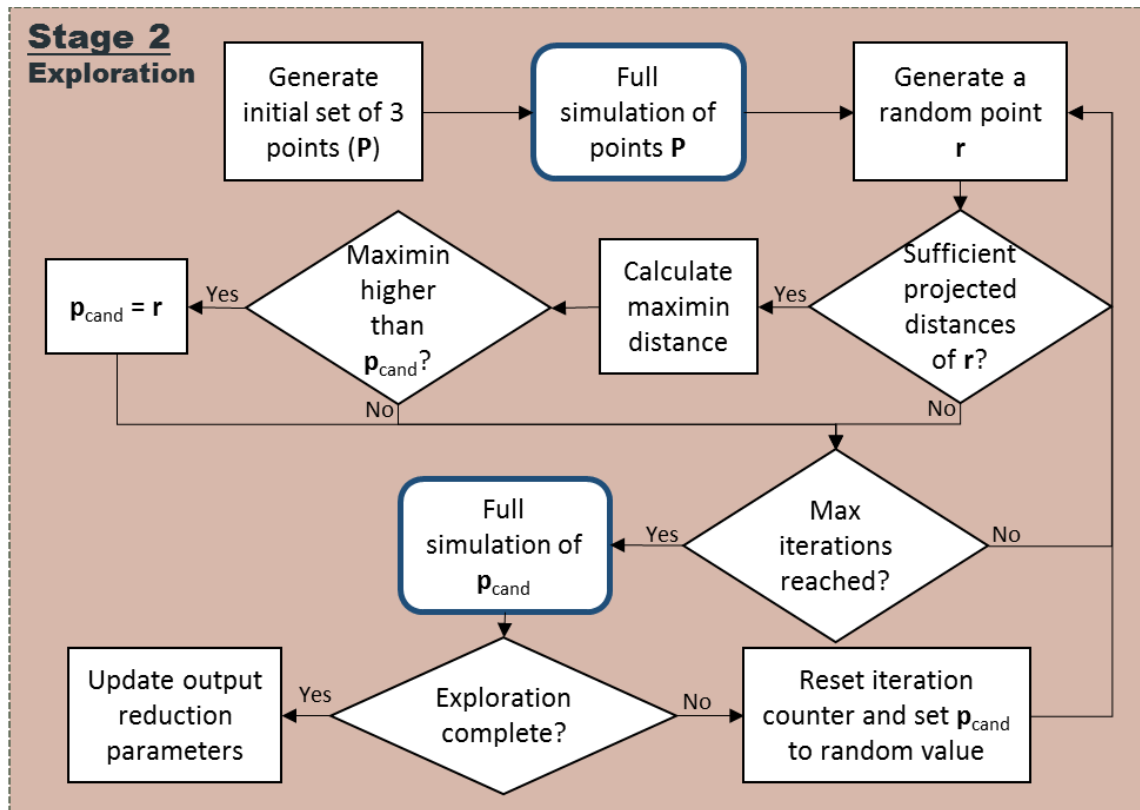 Stage 2
Exploration
Generate
initial set of 3
points (P)
Full
simulation of
points P
Generate a
random point
r
Sufficient
projected
distances
of r?
Yes
No
Calculate
maximin
distance
Maximin
higher
than
pcand?
Yes
No
pcand = r
Max
iterations
reached?
Yes
No
Full
simulation of
pcand
Exploration
complete?
Yes
No
Update output
reduction
parameters
Reset iteration
counter and set pcand
to random value